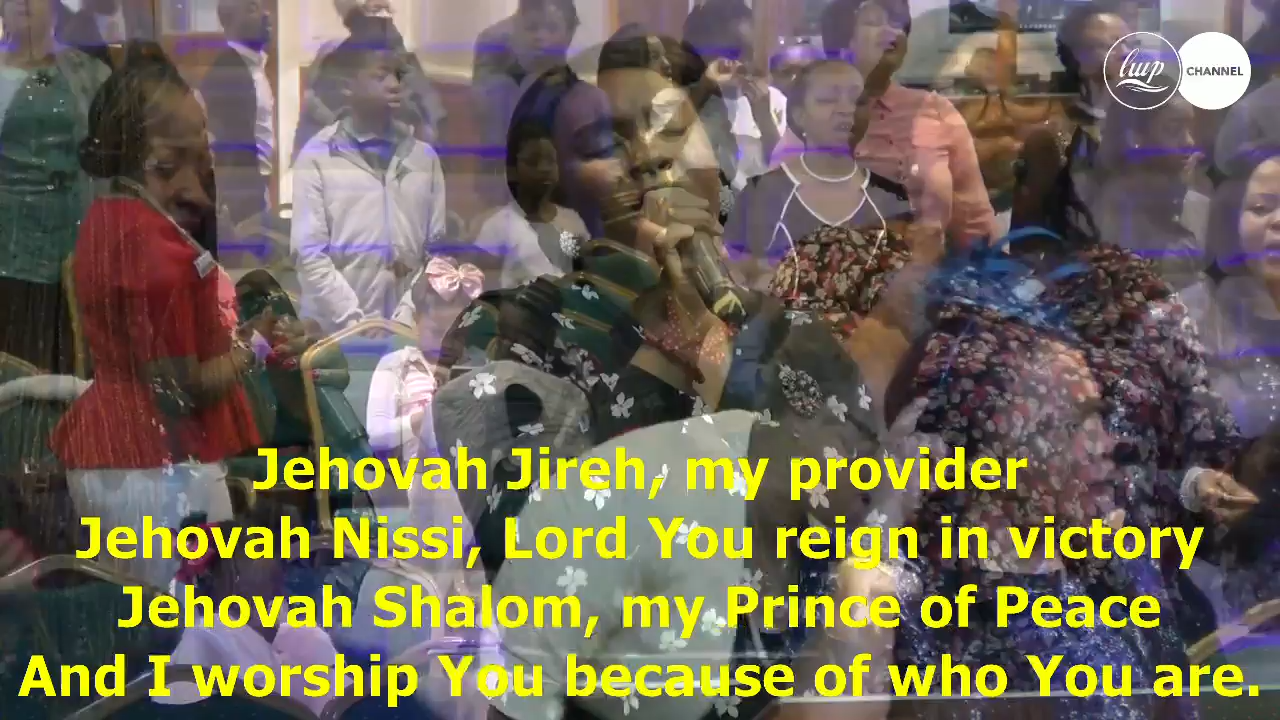 lwp
CHANNEL
Jehovah Jireh, my provider
Jehovah Nissi, Lord You reign in victory
Jehovah Shalom, my Prince of Peace
And I worship You because of who You are.